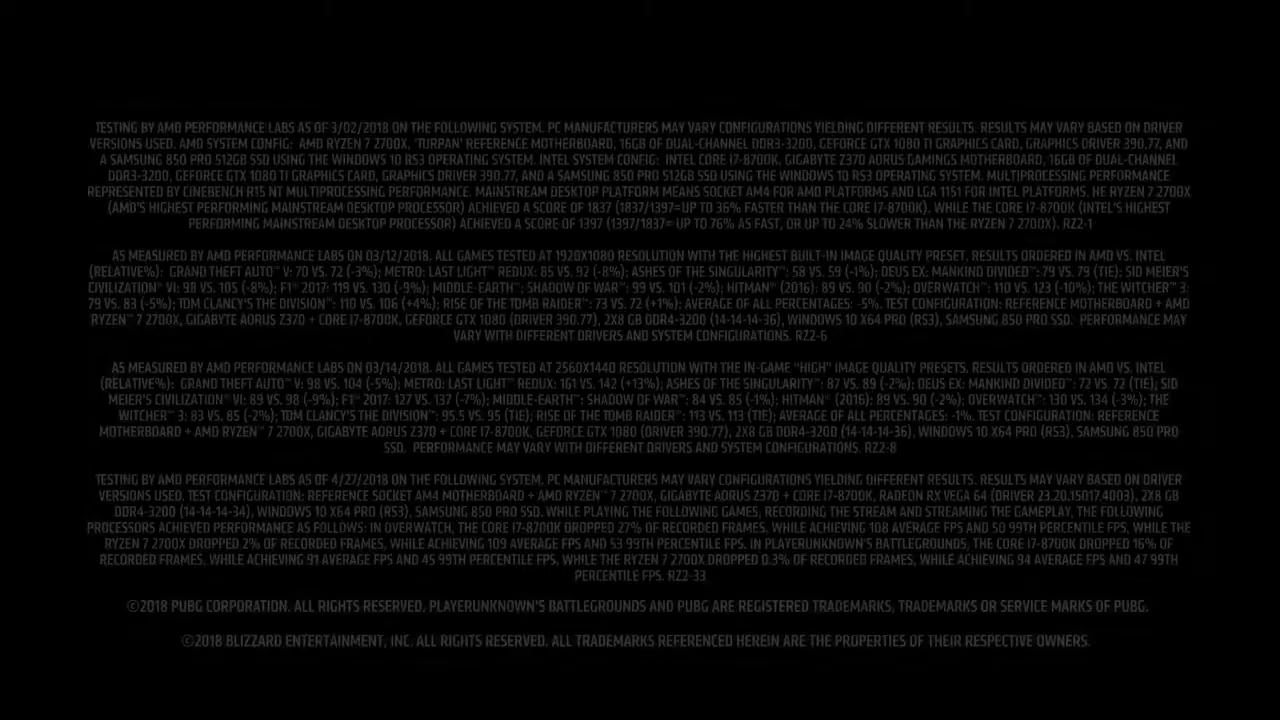 TESTING BY AMD PERFORMANCE LABS AS OF 3/02/2018 ON THE FOLLOWING SYSTEM. PC MANUFACTURERS MAY VARY CONFIGURATIONS YIELDING DIFFERENT RESULTS. RESULTS MAY VARY BASED ON DRIVER
VERSIONS USED. AMD SYSTEM CONFIG: AMD RYZEN 7 2700X, 'TURPAN' REFERENCE MOTHERBOARD, 16GB OF DUAL-CHANNEL DDR3-3200, GEFORCE GTX 1080 TI GRAPHICS CARD, GRAPHICS DRIVER 390.77, AND
A SAMSUNG 850 PRO 512GB SSD USING THE WINDOWS 10 RS3 OPERATING SYSTEM. INTEL SYSTEM CONFIG: INTEL CORE I7-8700K, GIGABYTE Z370 AORUS GAMING5 MOTHERBOARD, 16GB OF DUAL-CHANNEL
DDR3-3200, GEFORCE GTX 1080 TI GRAPHICS CARD, GRAPHICS DRIVER 390.77, AND A SAMSUNG 850 PRO 512GB SSD USING THE WINDOWS 10 RS3 OPERATING SYSTEM. MULTIPROCESSING PERFORMANCE
REPRESENTED BY CINEBENCH R15 NT MULTIPROCESSING PERFORMANCE. MAINSTREAM DESKTOP PLATFORM MEANS SOCKET AM4 FOR AMD PLATFORMS AND LGA 1151 FOR INTEL PLATFORMS. HE RYZEN 7 2700X
(AMD'S HIGHEST PERFORMING MAINSTREAM DESKTOP PROCESSOR) ACHIEVED A SCORE OF 1837 (1837/1397=UP TO 36% FASTER THAN THE CORE I7-8700K). WHILE THE CORE I7-8700K (INTEL'S HIGHEST
PERFORMING MAINSTREAM DESKTOP PROCESSOR) ACHIEVED A SCORE OF 1397 (1397/1837= UP TO 76% AS FAST, OR UP TO 24% SLOWER THAN THE RYZEN 7 2700X). RZ2-1
AS MEASURED BY AMD PERFORMANCE LABS ON 03/12/2018. ALL GAMES TESTED AT 1920X1080 RESOLUTION WITH THE HIGHEST BUILT-IN IMAGE QUALITY PRESET. RESULTS ORDERED IN AMD VS. INTEL
(RELATIVE%): GRAND THEFT AUTO™ V: 70 VS. 72 (-3%); METRO: LAST LIGHT™ REDUX: 85 VS. 92 (-8%); ASHES OF THE SINGULARITY™: 58 VS. 59 (-1%); DEUS EX: MANKIND DIVIDED™: 79 VS. 79 (TIE); SID MEIER'S
CIVILIZATION® VI: 98 VS. 105 (-8%); F1™ 2017: 119 VS. 130 (-9%); MIDDLE-EARTH™: SHADOW OF WAR™: 99 VS. 101 (-2%); HITMAN® (2016): 89 VS. 90 (-2%); OVERWATCH™: 110 VS. 123 (-10%); THE WITCHER™ 3:
79 VS. 83 (-5%); TOM CLANCY'S THE DIVISION™: 110 VS. 106 (+4%); RISE OF THE TOMB RAIDER™: 73 VS. 72 (+1%); AVERAGE OF ALL PERCENTAGES: -5%. TEST CONFIGURATION: REFERENCE MOTHERBOARD + AMD
RYZEN™ 7 2700X, GIGABYTE AORUS Z370 + CORE I7-8700K, GEFORCE GTX 1080 (DRIVER 390.77), 2X8 GB DDR4-3200 (14-14-14-36), WINDOWS 10 X64 PRO (RS3), SAMSUNG 850 PRO SSD. PERFORMANCE MAY
VARY WITH DIFFERENT DRIVERS AND SYSTEM CONFIGURATIONS. RZ2-6
AS MEASURED BY AMD PERFORMANCE LABS ON 03/14/2018. ALL GAMES TESTED AT 2560X1440 RESOLUTION WITH THE IN-GAME "HIGH" IMAGE QUALITY PRESETS. RESULTS ORDERED IN AMD VS. INTEL
(RELATIVE%): GRAND THEFT AUTO™ V: 98 VS. 104 (-5%); METRO: LAST LIGHT™ REDUX: 161 VS. 142 (+13%); ASHES OF THE SINGULARITY™: 87 VS. 89 (-2%); DEUS EX: MANKIND DIVIDED™: 72 VS. 72 (TIE); SID
MEIER'S CIVILIZATION® VI: 89 VS. 98 (-9%); F1™ 2017: 127 VS. 137 (-7%); MIDDLE-EARTH™: SHADOW OF WAR™: 84 VS. 85 (-1%); HITMAN® (2016): 89 VS. 90 (-2%); OVERWATCH™: 130 VS. 134 (-3%); THE
WITCHER™ 3: 83 VS. 85 (-2%); TOM CLANCY'S THE DIVISION™: 95.5 VS. 95 (TIE); RISE OF THE TOMB RAIDER™: 113 VS. 113 (TIE); AVERAGE OF ALL PERCENTAGES: -1%. TEST CONFIGURATION: REFERENCE
MOTHERBOARD + AMD RYZEN™ 7 2700X, GIGABYTE AORUS Z370 + CORE I7-8700K, GEFORCE GTX 1080 (DRIVER 390.77), 2X8 GB DDR4-3200 (14-14-14-36), WINDOWS 10 X64 PRO (RS3), SAMSUNG 850 PRO
SSD. PERFORMANCE MAY VARY WITH DIFFERENT DRIVERS AND SYSTEM CONFIGURATIONS. RZ2-8
TESTING BY AMD PERFORMANCE LABS AS OF 4/27/2018 ON THE FOLLOWING SYSTEM. PC MANUFACTURERS MAY VARY CONFIGURATIONS YIELDING DIFFERENT RESULTS. RESULTS MAY VARY BASED ON DRIVER
VERSIONS USED. TEST CONFIGURATION: REFERENCE SOCKET AM4 MOTHERBOARD + AMD RYZEN™ 7 2700X, GIGABYTE AORUS Z370 + CORE I7-8700K, RADEON RX VEGA 64 (DRIVER 23.20.15017.4003), 2X8 GB
DDR4-3200 (14-14-14-34), WINDOWS 10 X64 PRO (RS3), SAMSUNG 850 PRO SSD. WHILE PLAYING THE FOLLOWING GAMES, RECORDING THE STREAM AND STREAMING THE GAMEPLAY, THE FOLLOWING
PROCESSORS ACHIEVED PERFORMANCE AS FOLLOWS: IN OVERWATCH, THE CORE I7-8700K DROPPED 27% OF RECORDED FRAMES, WHILE ACHIEVING 108 AVERAGE FPS AND 50 99TH PERCENTILE FPS, WHILE THE
RYZEN 7 2700X DROPPED 2% OF RECORDED FRAMES, WHILE ACHIEVING 109 AVERAGE FPS AND 53 99TH PERCENTILE FPS. IN PLAYERUNKNOWN'S BATTLEGROUNDS, THE CORE I7-8700K DROPPED 16% OF
RECORDED FRAMES, WHILE ACHIEVING 91 AVERAGE FPS AND 45 99TH PERCENTILE FPS, WHILE THE RYZEN 7 2700X DROPPED 0.3% OF RECORDED FRAMES, WHILE ACHIEVING 94 AVERAGE FPS AND 47 99TH
PERCENTILE FPS. RZ2-33
©2018 PUBG CORPORATION. ALL RIGHTS RESERVED. PLAYERUNKNOWN'S BATTLEGROUNDS AND PUBG ARE REGISTERED TRADEMARKS, TRADEMARKS OR SERVICE MARKS OF PUBG.
©2018 BLIZZARD ENTERTAINMENT, INC. ALL RIGHTS RESERVED. ALL TRADEMARKS REFERENCED HEREIN ARE THE PROPERTIES OF THEIR RESPECTIVE OWNERS.